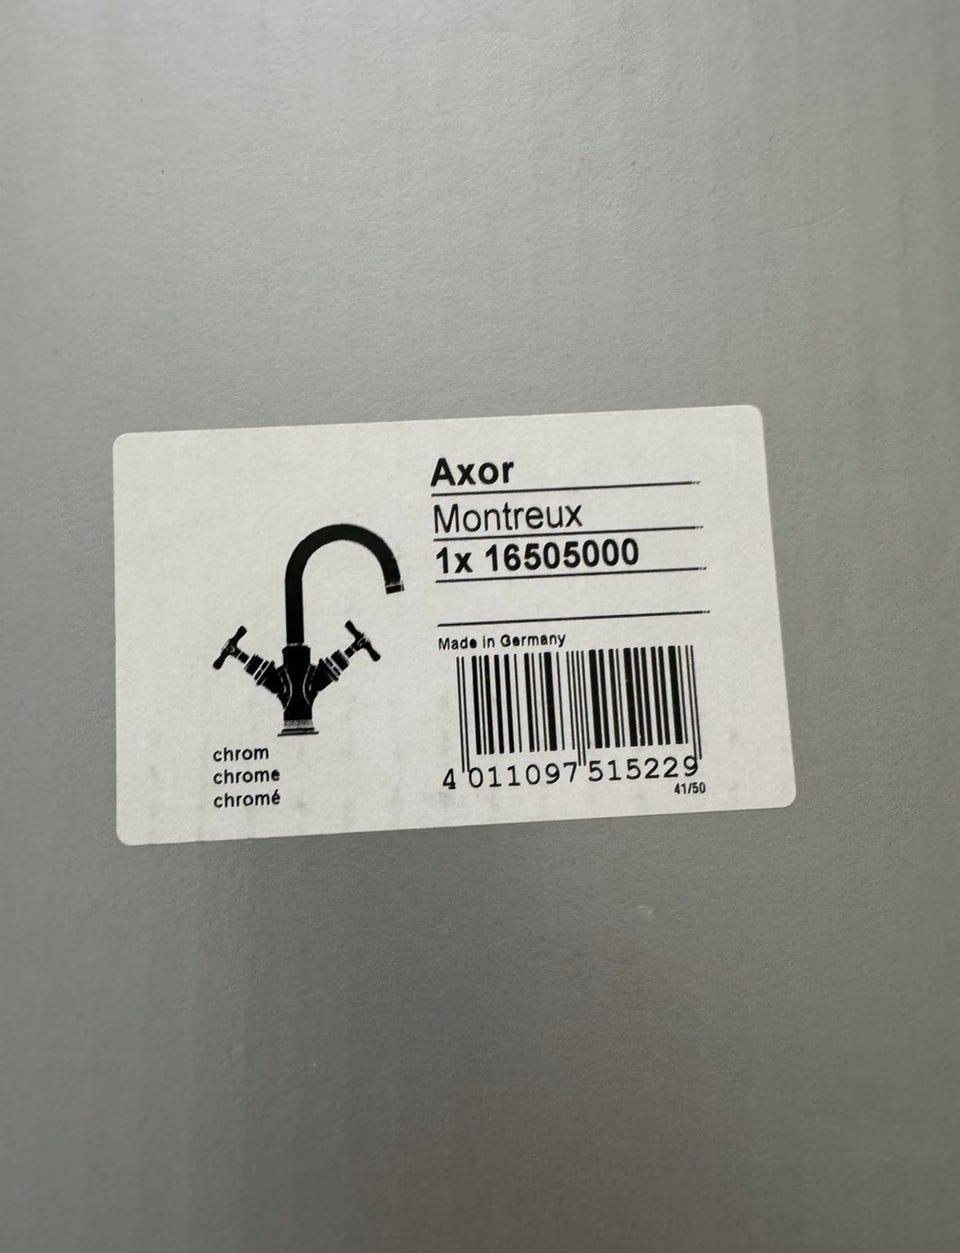 Axor
Montreux
1x 16505000
Made in Germany
4 011097 515229
41/50
chrom
chrome
chromé